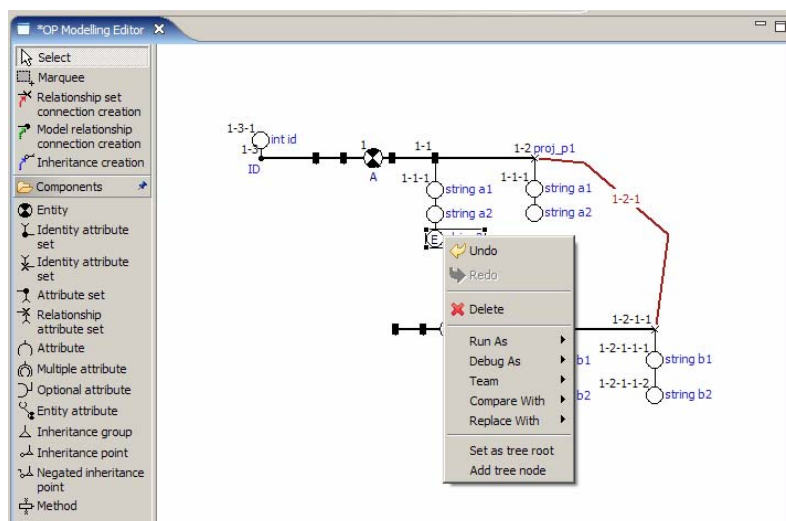 *OP Modelling Editor
Select
Marquee
Relationship set
connection creation
Model relationship
connection creation
Inheritance creation
Components
Entity
Identity attribute
set
Identity attribute
set
Attribute set
Relationship
attribute set
Attribute
Multiple attribute
Optional attribute
Entity attribute
Inheritance group
Inheritance point
Negated inheritance
point
Method
1-3-1
int id
1-3
ID
1
A
1-1
1-2 proj_p1
1-1-1
string a1
string a2
E
1-1-1
string a1
string a2
1-2-1
Undo
Redo
Delete
Run As
Debug As
Team
Compare With
Replace With
Set as tree root
Add tree node
1-2-1-1
b1
1-2-1-1-1
string b1
b2
1-2-1-1-2
string b2